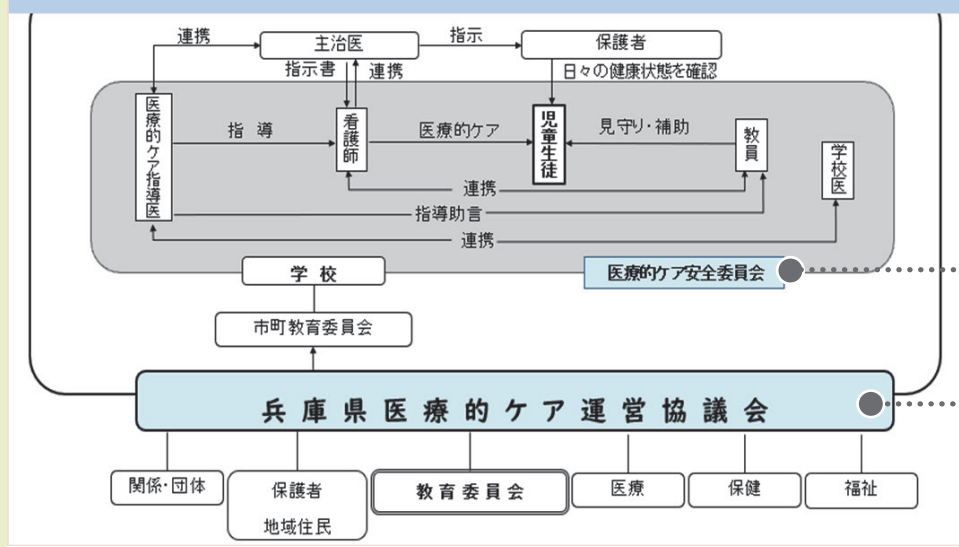 連携
主治医
指示
保護者
指示書
連携
日々の健康状態を確認
医療的ケア指導医
指導
看護師
医療的ケア
児童生徒
見守り・補助
教員
学校医
連携
指導助言
連携
学校
医療的ケア安全委員会
市町教育委員会
兵庫県医療的ケア運営協議会
関係・団体
保護者
地域住民
教育委員会
医療
保健
福祉